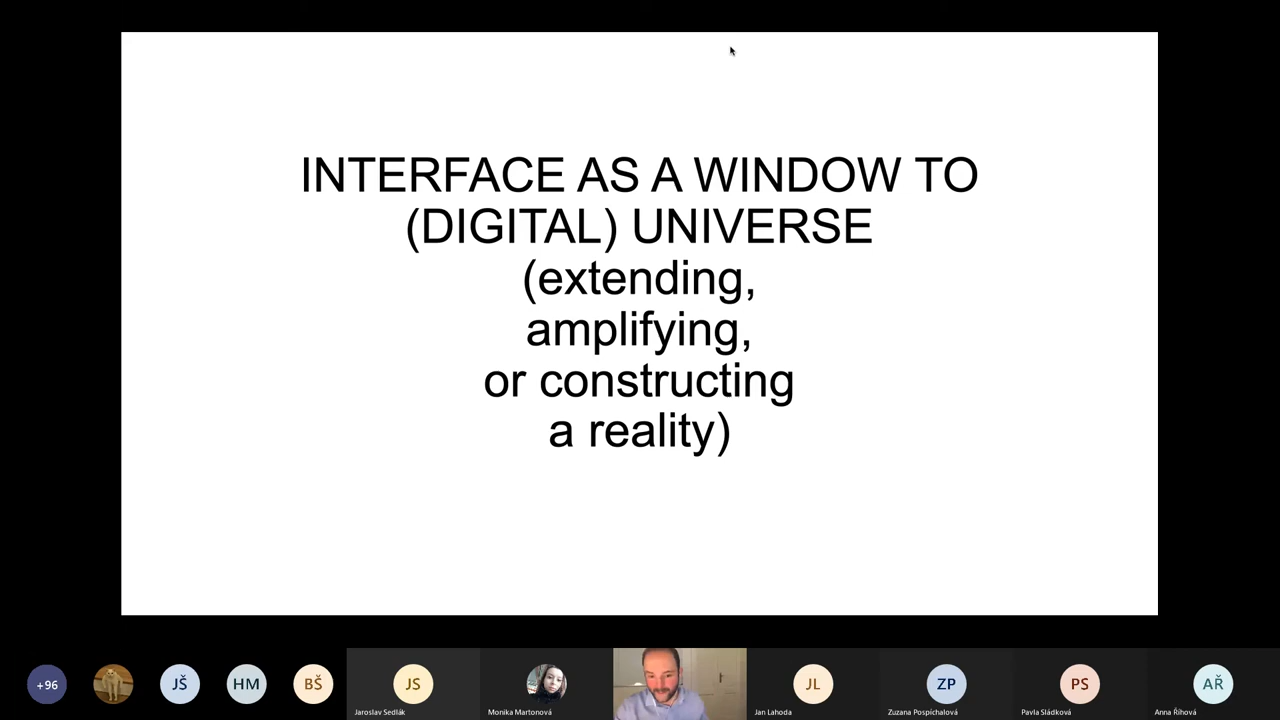 INTERFACE AS A WINDOW TO
(DIGITAL) UNIVERSE
(extending,
amplifying,
or constructing
a reality)
+96
JŠ
HM
BŠ
JS
JL
ZP
PS
AŘ
Jaroslav Sedlák
Monika Martonová
Jan Lahoda
Zuzana Pospíchalová
Pavla Sládková
Anna Říhová